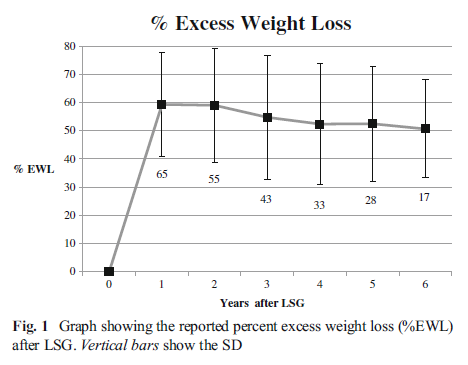 % Excess Weight Loss
80
70
60
50
40
30
20
10
0
% EWL
65
55
43
33
28
17
0 1 2 3 4 5 6
Years after LSG
Fig. 1 Graph showing the reported percent excess weight loss (%EWL)
after LSG. Vertical bars show the SD